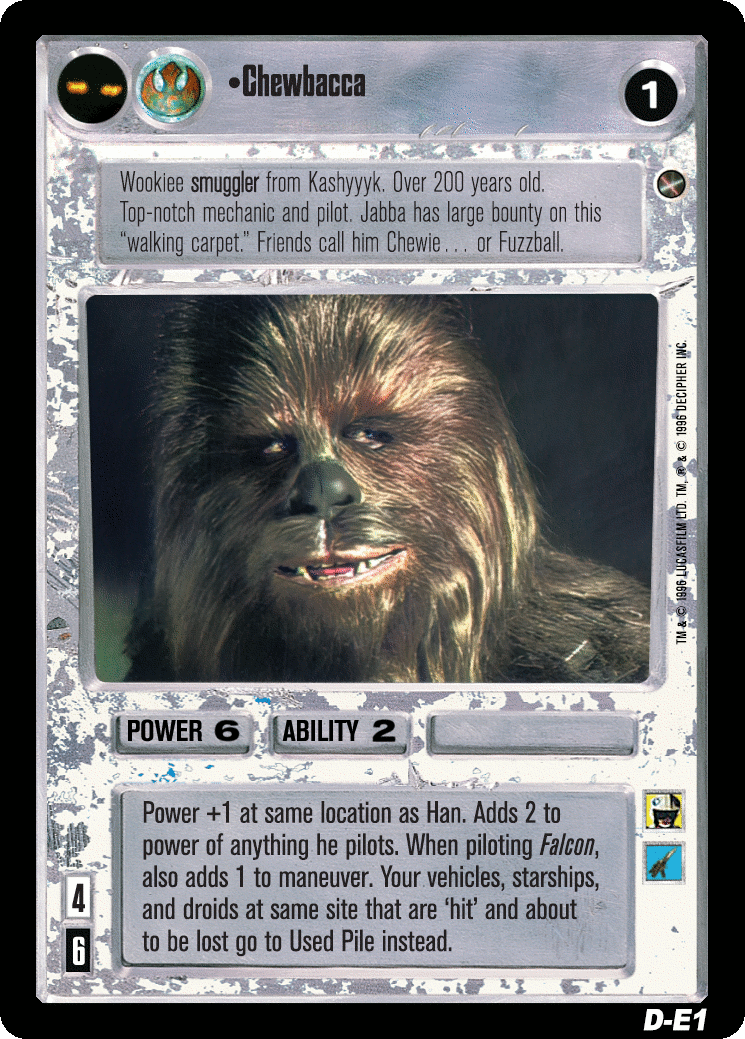 •Chewbacca
1
Wookiee smuggler from Kashyyyk. Over 200 years old.
Top-notch mechanic and pilot. Jabba has large bounty on this
“walking carpet.” Friends call him Chewie . . . or Fuzzball.
TM & © 1996 LUCASFILM LTD. TM, ® & © 1996 DECIPHER INC.
POWER 6
ABILITY 2
Power +1 at same location as Han. Adds 2 to
power of anything he pilots. When piloting Falcon,
also adds 1 to maneuver. Your vehicles, starships,
and droids at same site that are ‘hit’ and about
to be lost go to Used Pile instead.
4
6
D-E1